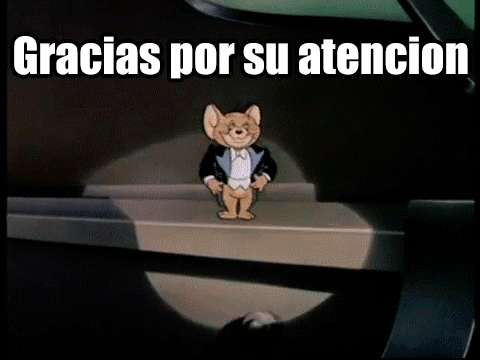 Gracias por su atencion